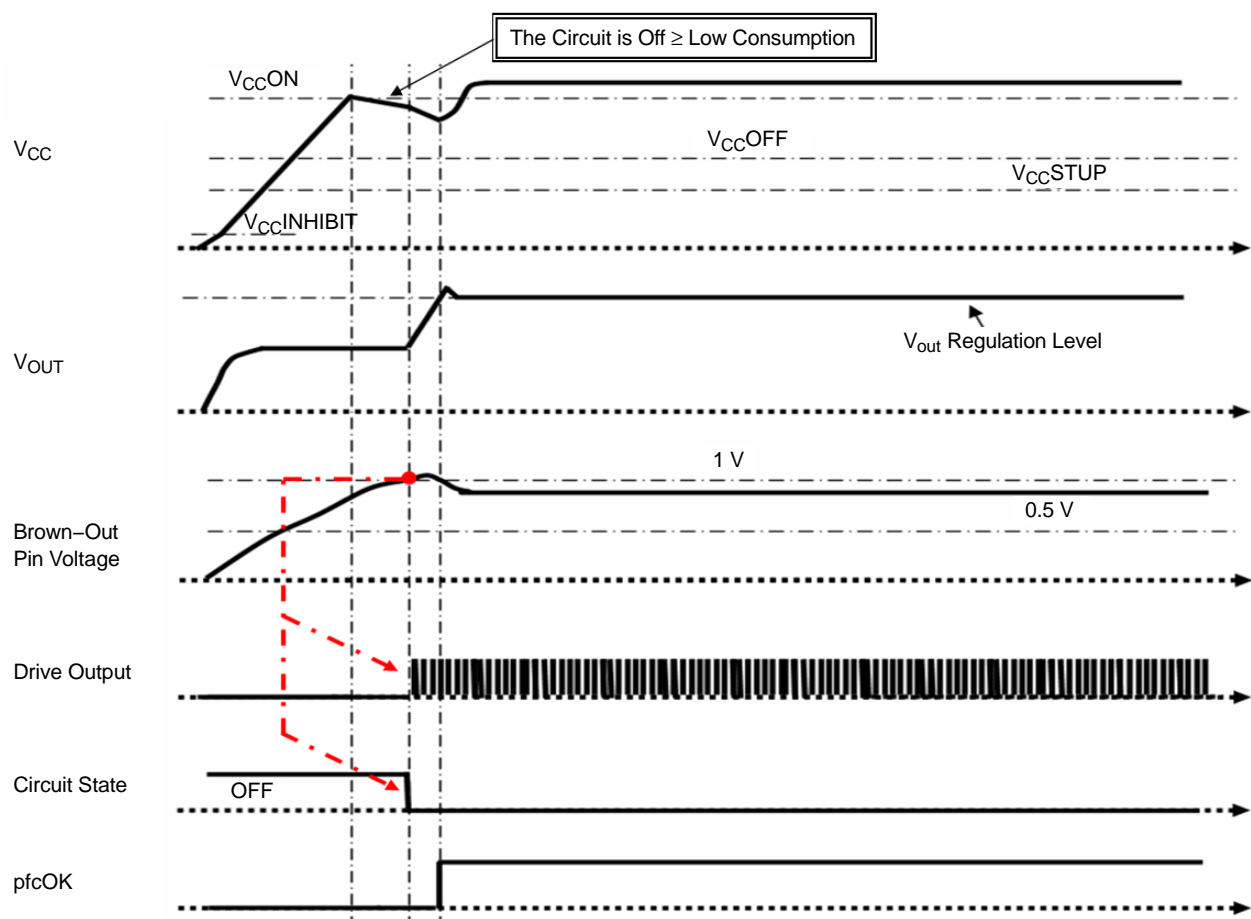 The Circuit is Off ≥ Low Consumption
VCCON
VCC
VCCOFF
VCCSTUP
VCCINHIBIT
Vout Regulation Level
VOUT
1 V
0.5 V
Brown−Out
Pin Voltage
Drive Output
Circuit State
OFF
pfcOK